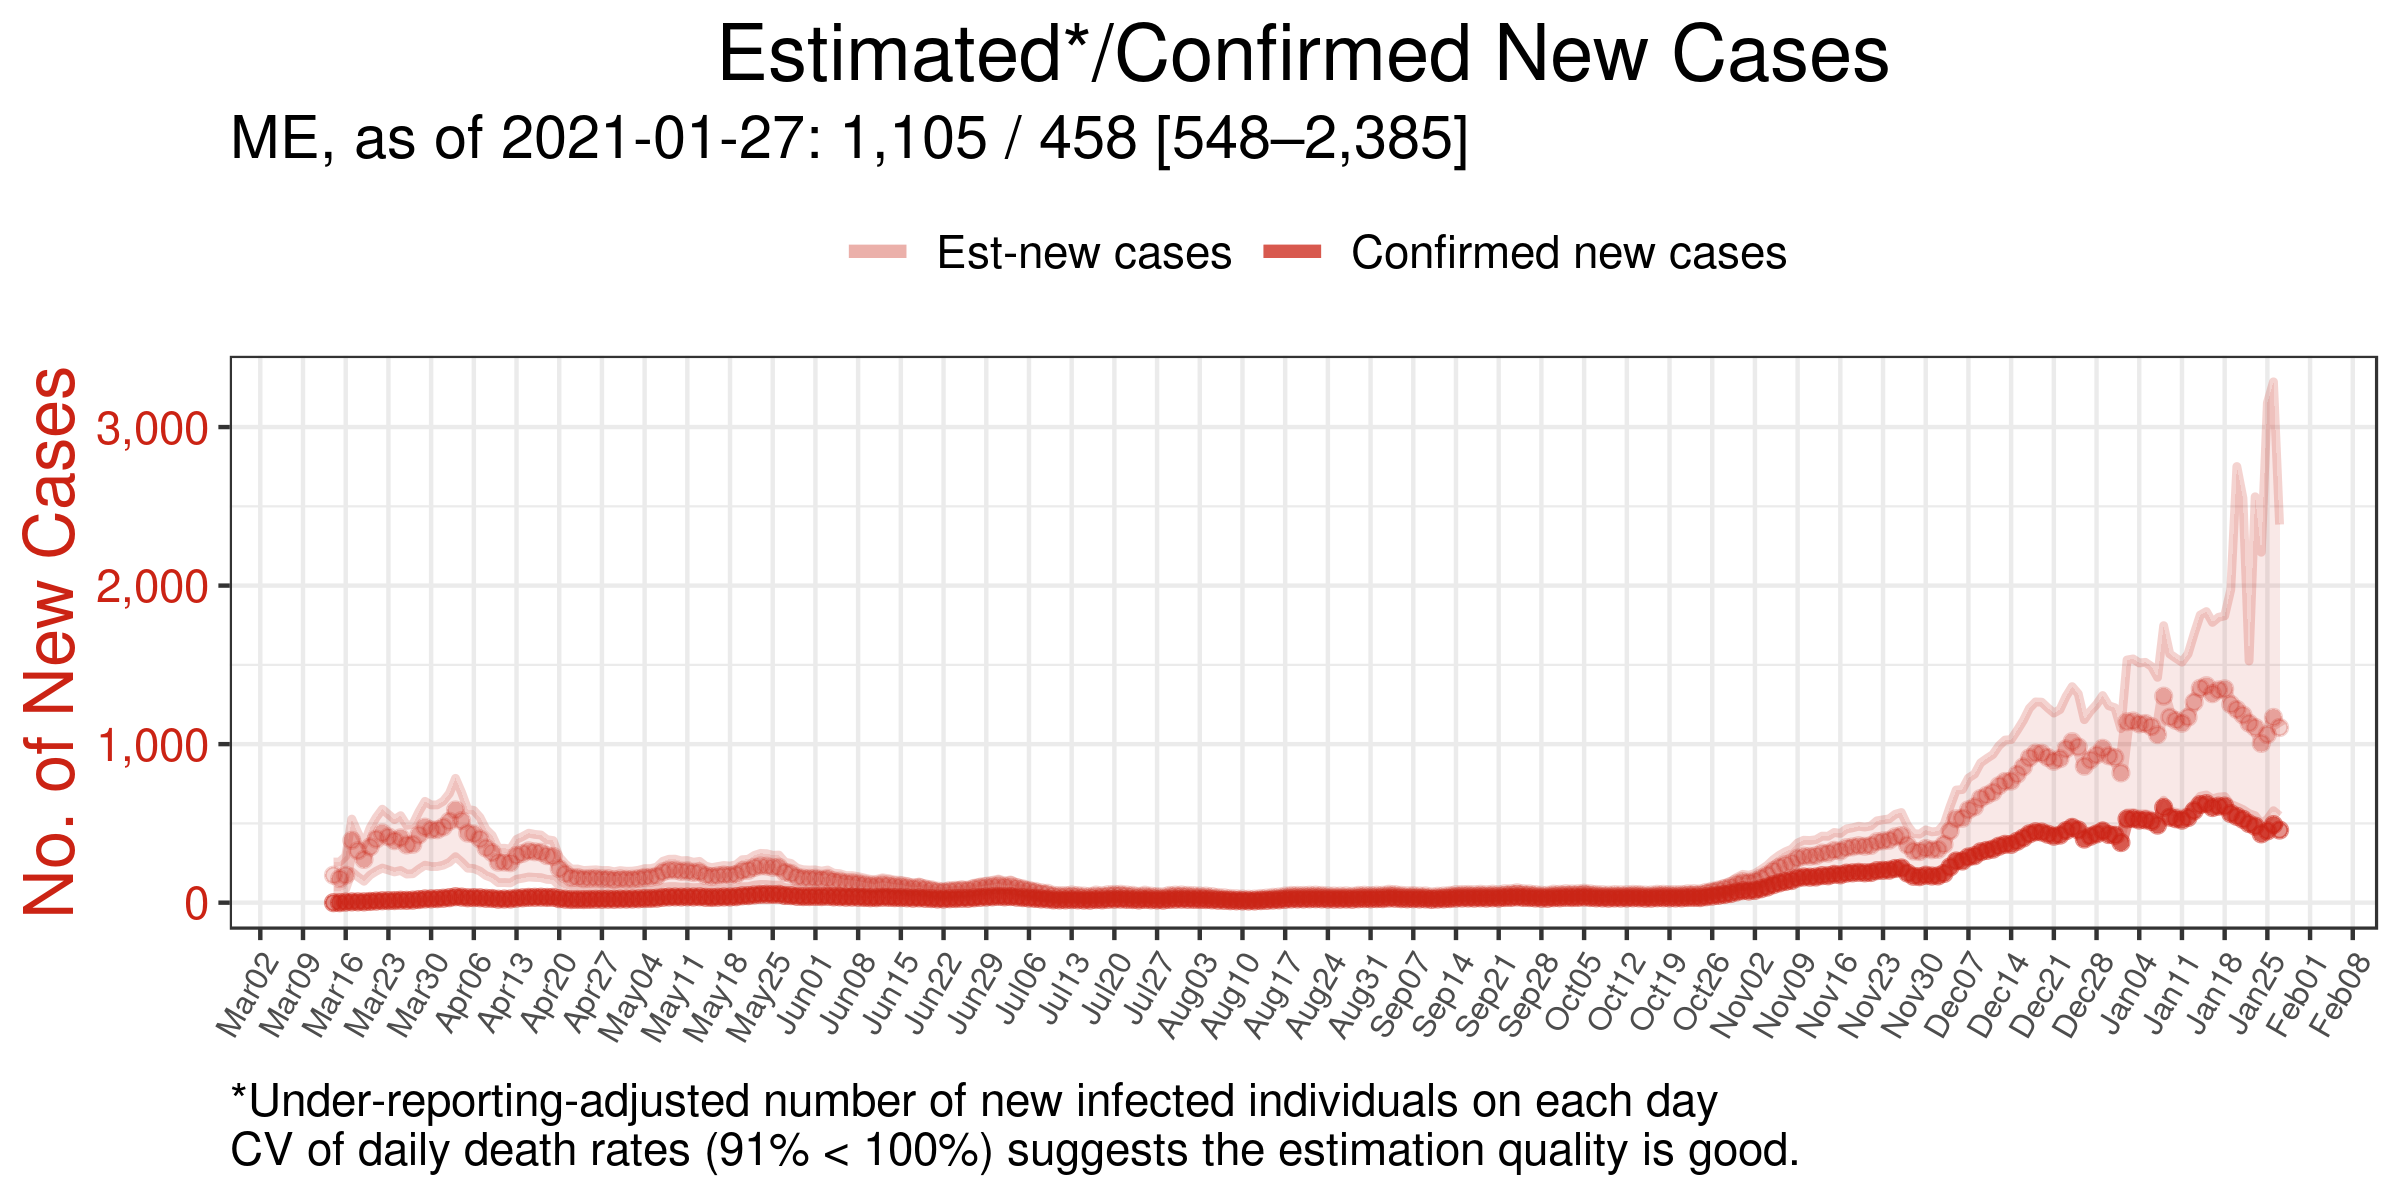 Estimated*/Confirmed New Cases
ME, as of 2021-01-27: 1,105 / 458 [548–2,385]
Est-new cases
Confirmed new cases
No. of New Cases
3,000
2,000
1,000
0
Mar02
Mar09
Mar16
Mar23
Mar30
Apr06
Apr13
Apr20
Apr27
May04
May11
May18
May25
Jun01
Jun08
Jun15
Jun22
Jun29
Jul06
Jul13
Jul20
Jul27
Aug03
Aug10
Aug17
Aug24
Aug31
Sep07
Sep14
Sep21
Sep28
Oct05
Oct12
Oct19
Oct26
Nov02
Nov09
Nov16
Nov23
Nov30
Dec07
Dec14
Dec21
Dec28
Jan04
Jan11
Jan18
Jan25
Feb01
Feb08
*Under-reporting-adjusted number of new infected individuals on each day
CV of daily death rates (91% < 100%) suggests the estimation quality is good.